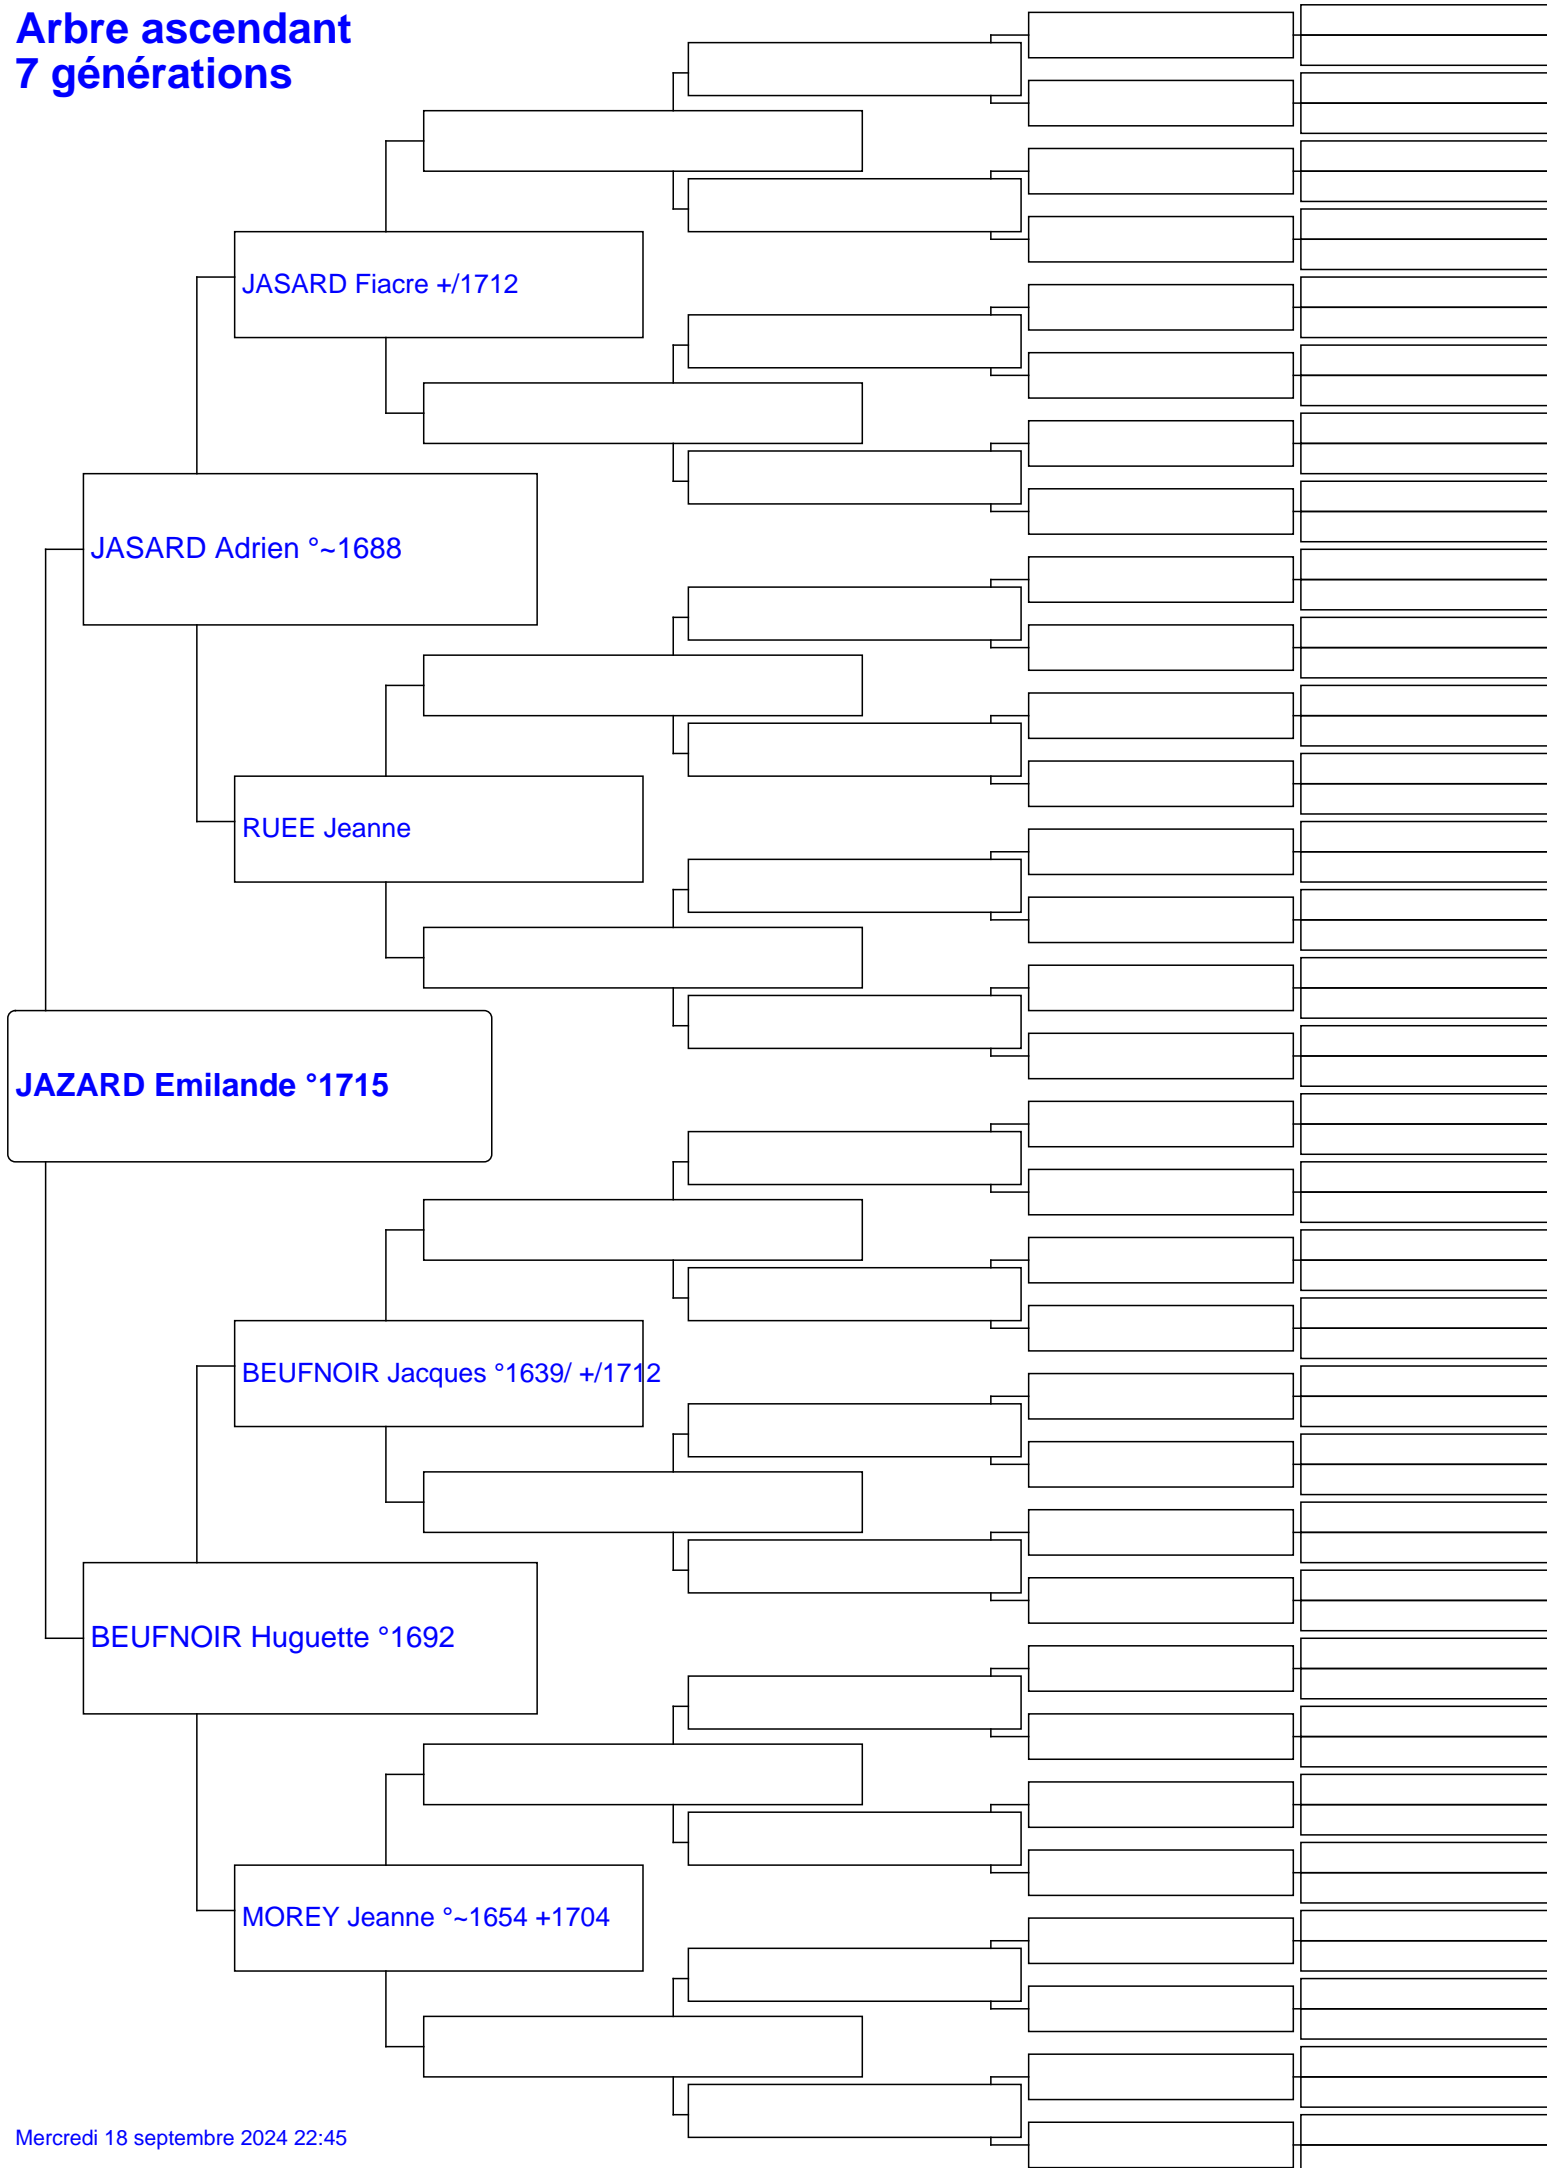 Arbre ascendant
7 générations
JASARD Fiacre +/1712
JASARD Adrien °~1688
RUEE Jeanne
JAZARD Emilande °1715
BEUFNOIR Jacques °1639/ +/1712
BEUFNOIR Huguette °1692
MOREY Jeanne °~1654 +1704
Mercredi 18 septembre 2024 22:45